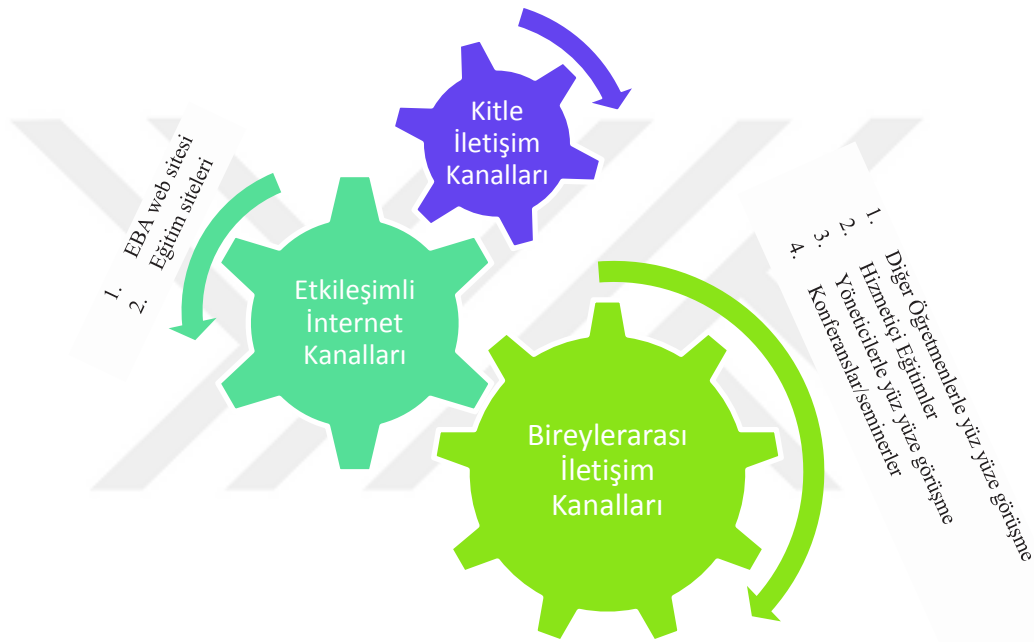 Kitle
İletişim
Kanalları
1. EBA web sitesi
2. Eğitim siteleri
Etkileşimli
İnternet
Kanalları
Bireylerarası
İletişim
Kanalları
1. Diğer Öğretmenlerle yüz yüze görüşme
2. Hizmetiçi Eğitimler
3. Yöneticilerle yüz yüze görüşme
4. Konferanslar/seminerler